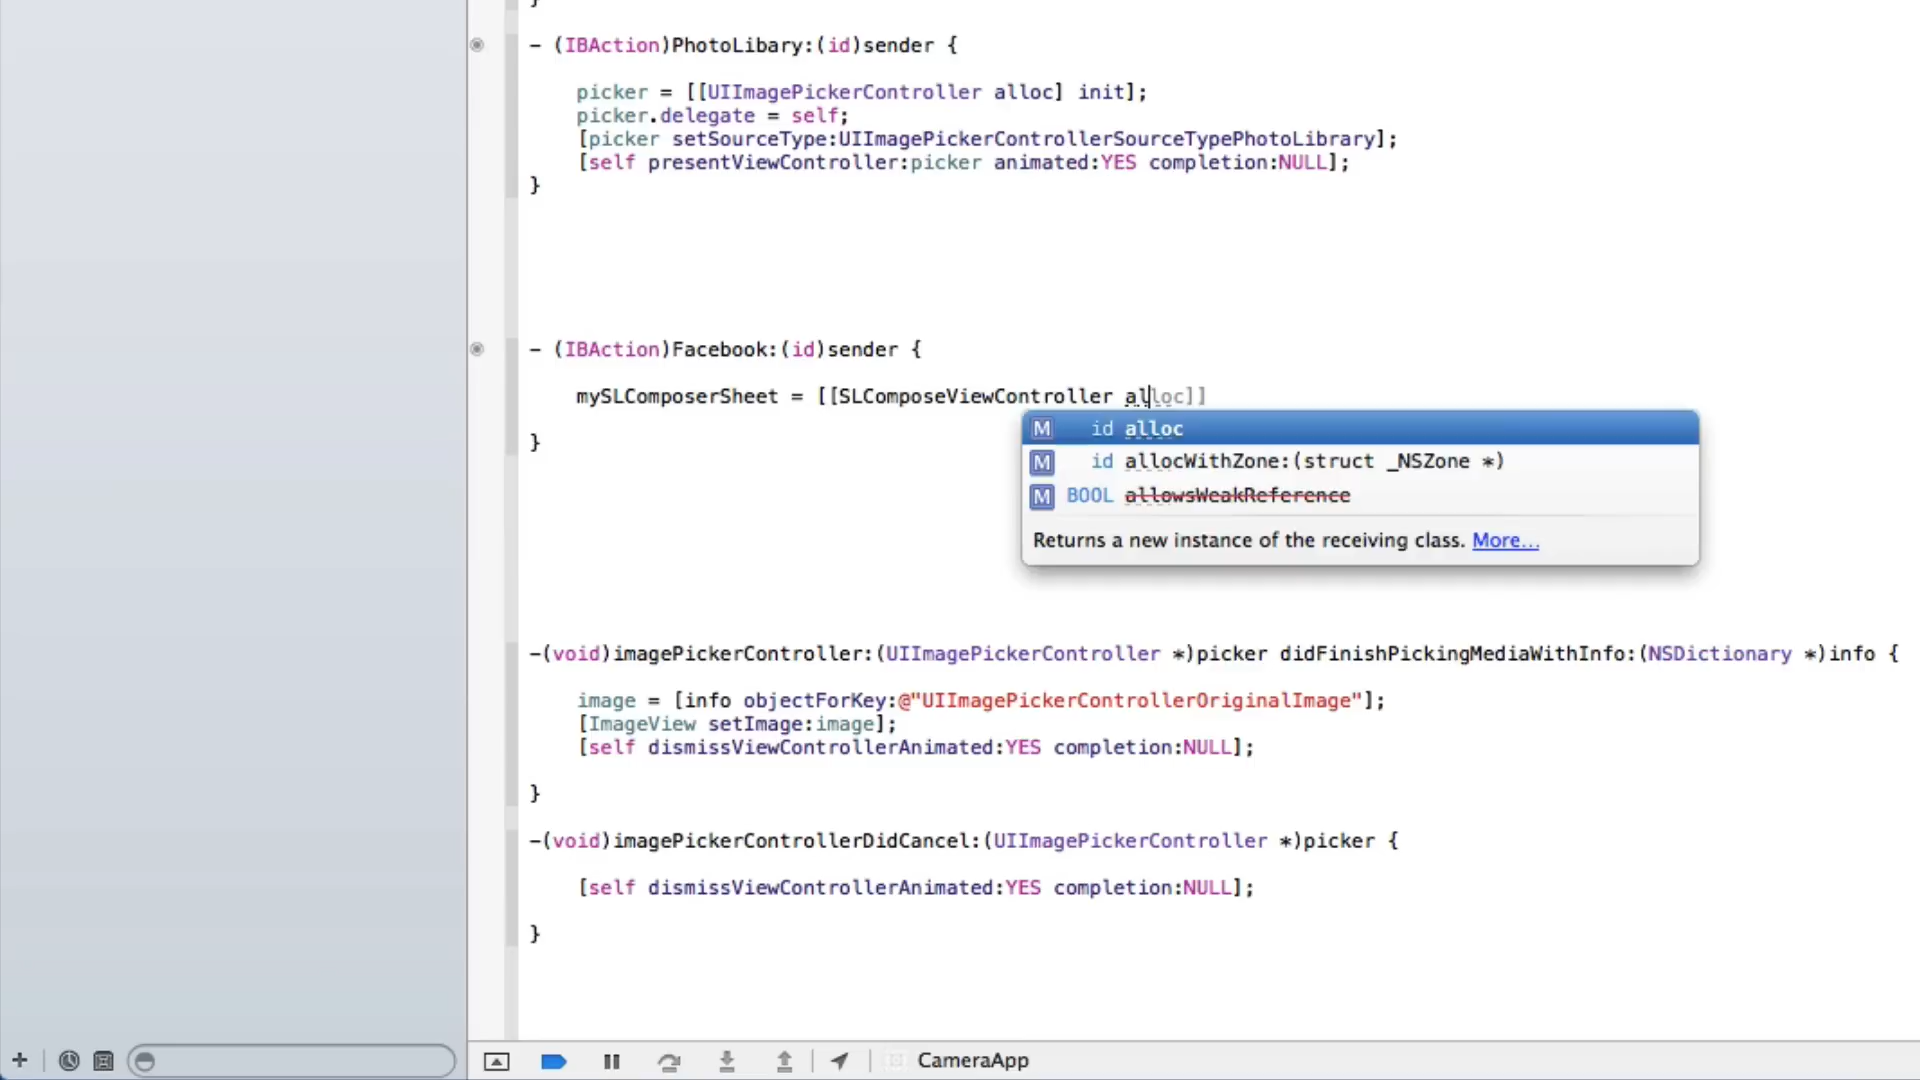 }
- (IBAction)PhotoLibary:(id)sender {
picker = [[UIImagePickerController alloc] init];
picker.delegate = self;
[picker setSourceType:UIImagePickerControllerSourceTypePhotoLibrary];
[self presentViewController:picker animated:YES completion:NULL];
}
- (IBAction)Facebook:(id)sender {
mySLComposerSheet = [[SLComposeViewController alloc]]
M id alloc
M id allocWithZone:(struct _NSZone *)
M BOOL allowsWeakReference
Returns a new instance of the receiving class. More...
}
-(void)imagePickerController:(UIImagePickerController *)picker didFinishPickingMediaWithInfo:(NSDictionary *)info {
image = [info objectForKey:@"UIImagePickerControllerOriginalImage"];
[ImageView setImage:image];
[self dismissViewControllerAnimated:YES completion:NULL];
}
-(void)imagePickerControllerDidCancel:(UIImagePickerController *)picker {
[self dismissViewControllerAnimated:YES completion:NULL];
}
CameraApp